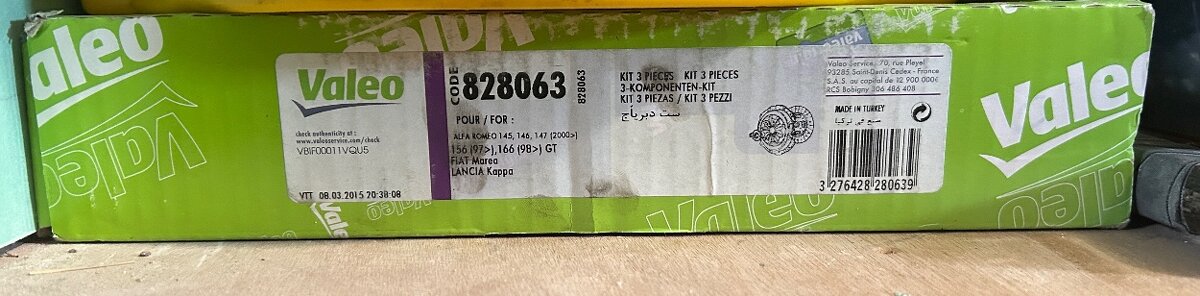 Valeo
Valeo
check authenticity at :
www.valeoservice.com/check
VBIF00011VQU5
VTT 08.03.2015 20:38:08
CODE 828063
828063
POUR / FOR :
ALFA ROMEO 145, 146, 147 (2000>)
156 (97>),166 (98>) GT
FIAT Marea
LANCIA Kappa
KIT 3 PIECES KIT 3 PIECES
3-KOMPONENTEN-KIT
KIT 3 PIEZAS / KIT 3 PEZZI
ست دبرياج
Valeo Service, 70, rue Pleyel
93285 Saint-Denis Cedex - France
S.A.S. au capital de 12 900 000€
RCS Bobigny 306 486 408
MADE IN TURKEY
صنع في تركيا
3 276428 280639
Valeo
Valeo
Valeo
Valeo
Valeo